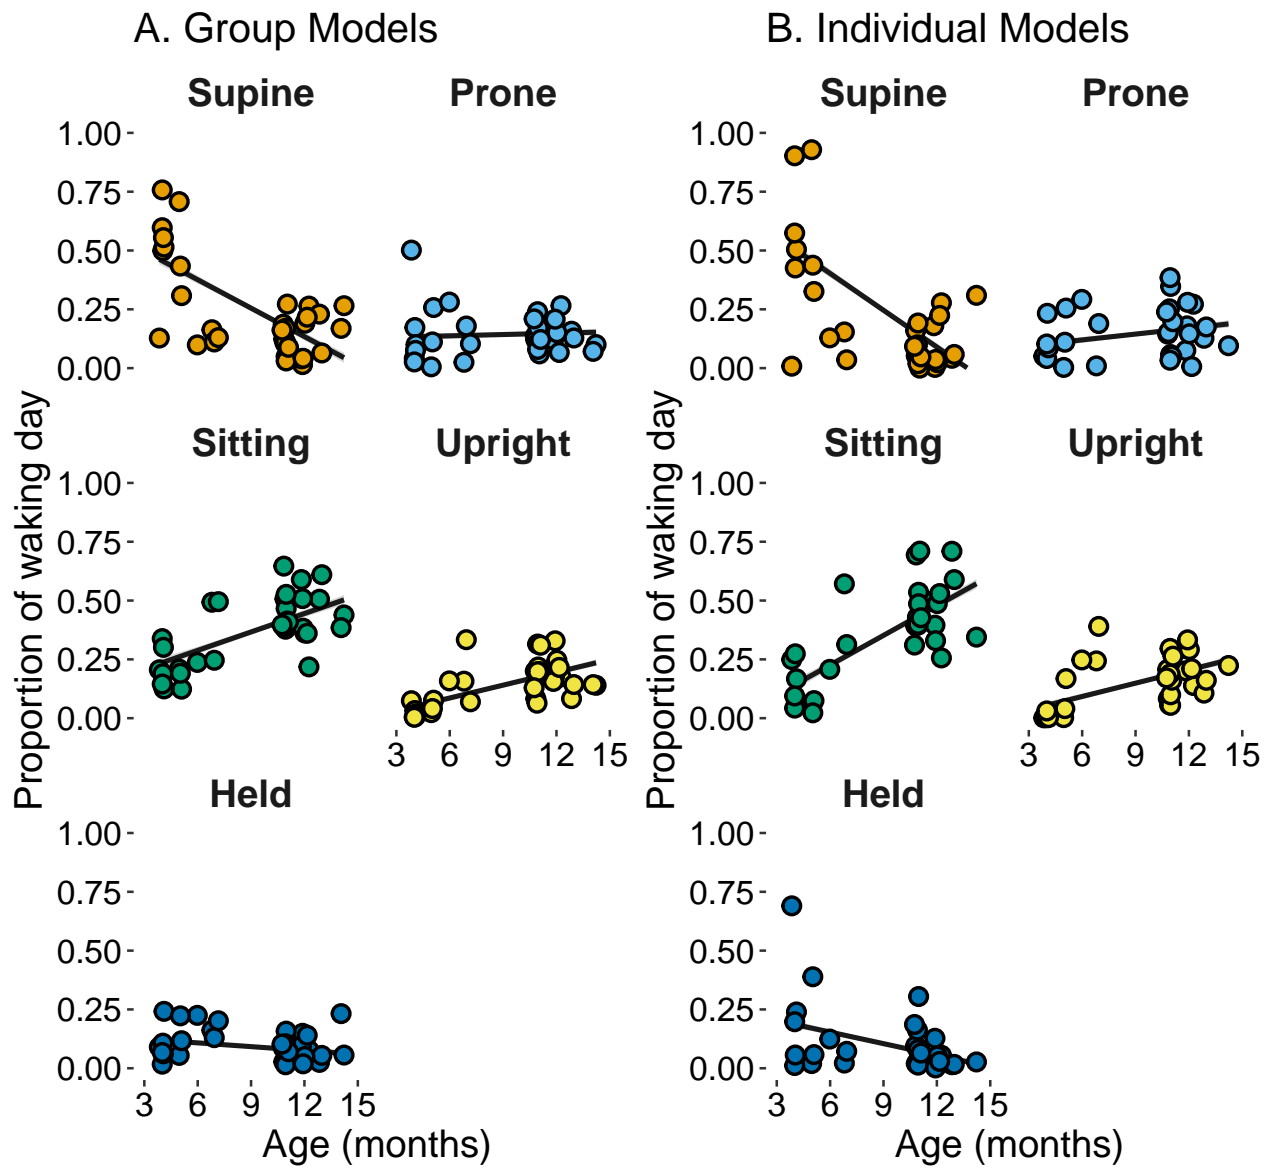 A. Group Models
B. Individual Models
Supine
Prone
Supine
Prone
1.00
0.75
0.50
0.25
0.00
1.00
0.75
0.50
0.25
0.00
Proportion of waking day
Proportion of waking day
Sitting
Upright
Sitting
Upright
1.00
0.75
0.50
0.25
0.00
1.00
0.75
0.50
0.25
0.00
3 6 9 12 15
3 6 9 12 15
Held
Held
1.00
0.75
0.50
0.25
0.00
1.00
0.75
0.50
0.25
0.00
3 6 9 12 15
3 6 9 12 15
Age (months)
Age (months)